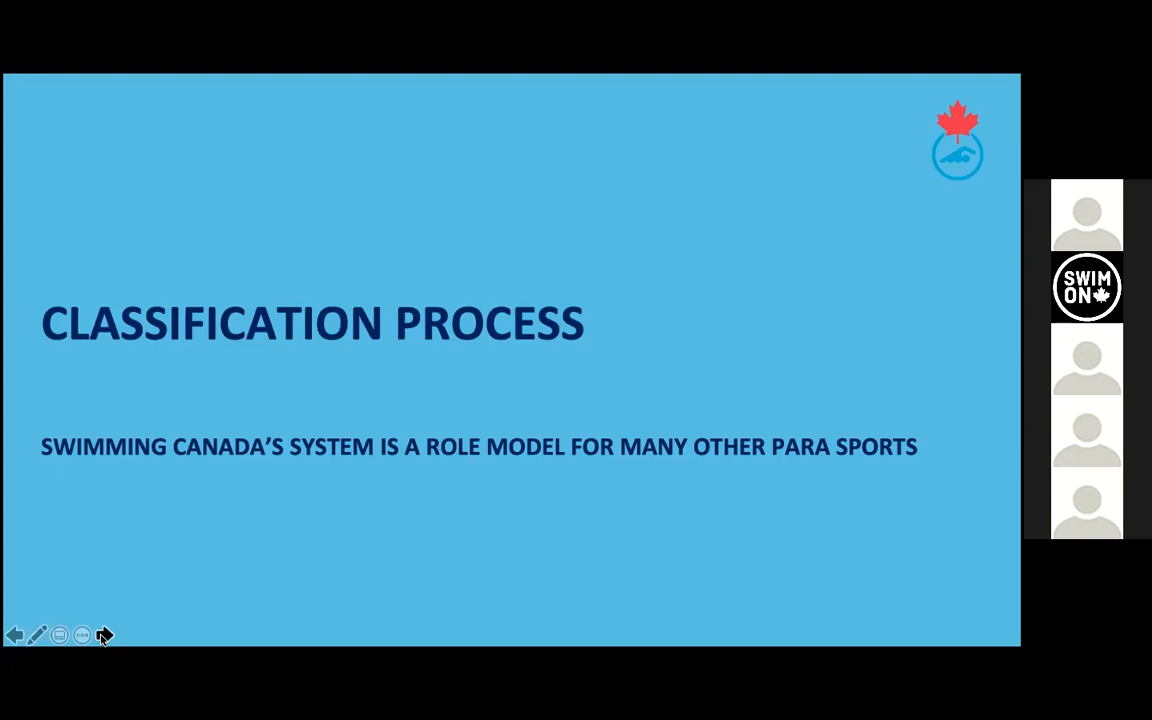 CLASSIFICATION PROCESS
SWIMMING CANADA'S SYSTEM IS A ROLE MODEL FOR MANY OTHER PARA SPORTS
SWIM
ON